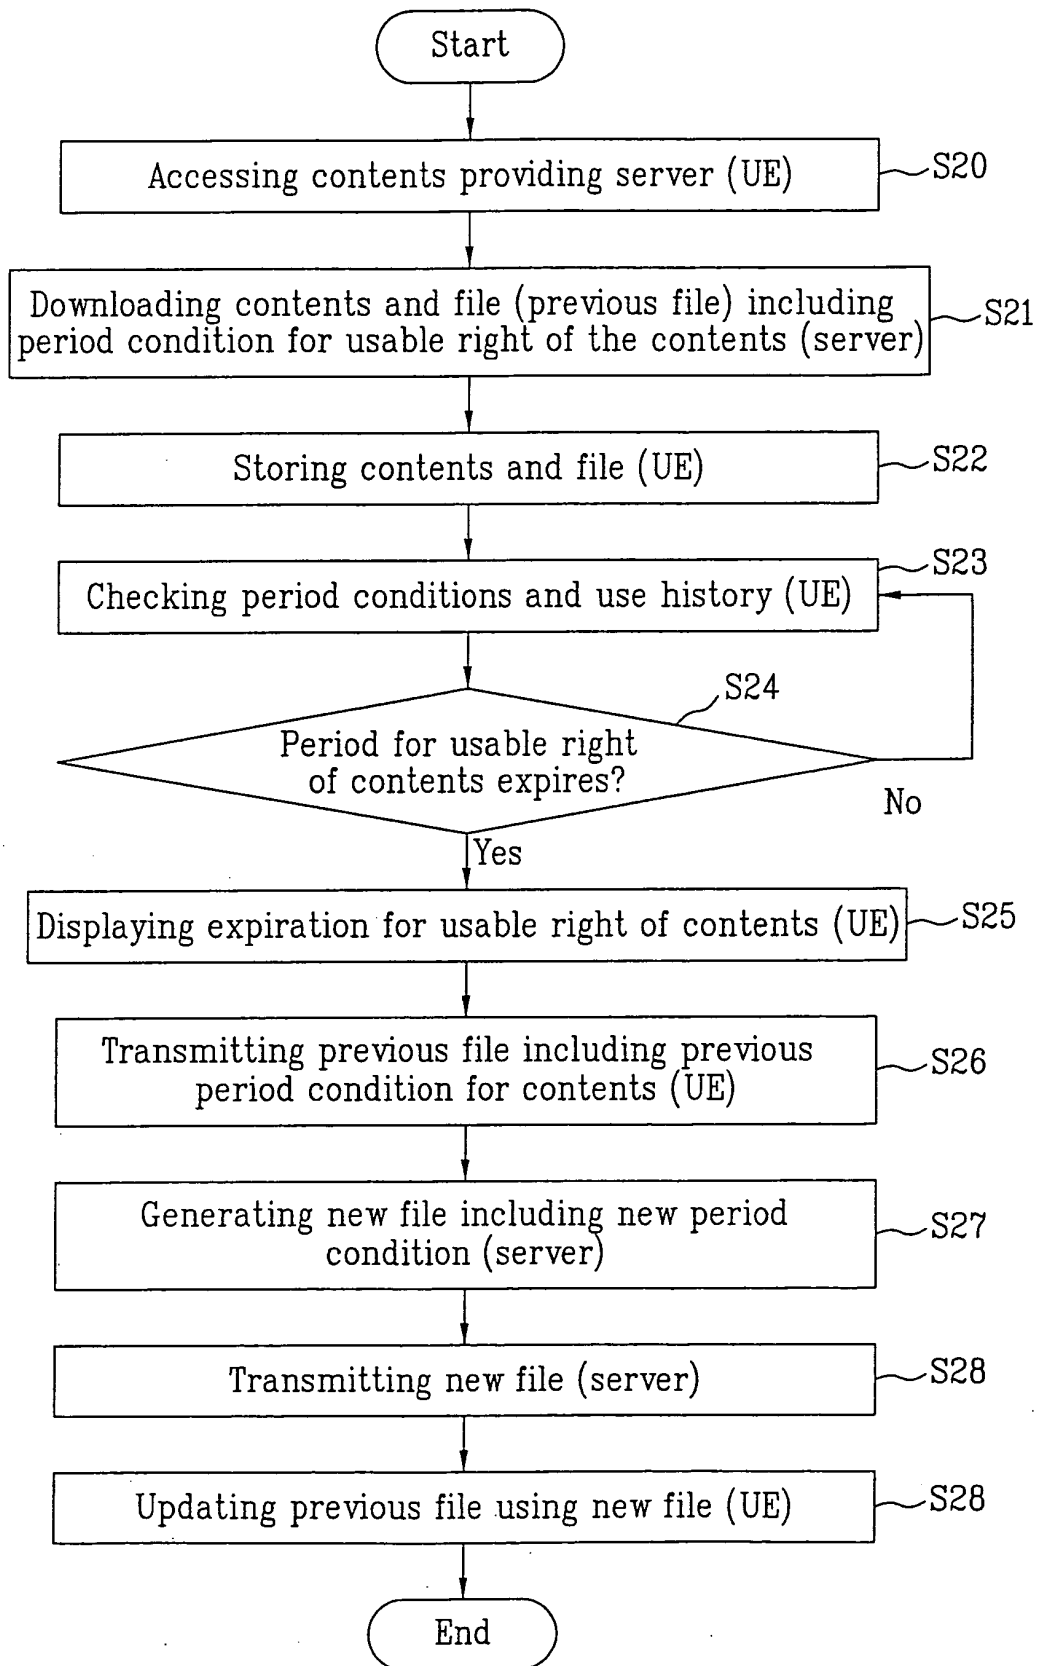 Start
Accessing contents providing server (UE)
S20
Downloading contents and file (previous file) including
period condition for usable right of the contents (server)
S21
Storing contents and file (UE)
S22
Checking period conditions and use history (UE)
S23
S24
Period for usable right
of contents expires?
No
Yes
Displaying expiration for usable right of contents (UE)
S25
Transmitting previous file including previous
period condition for contents (UE)
S26
Generating new file including new period
condition (server)
S27
Transmitting new file (server)
S28
Updating previous file using new file (UE)
S28
End